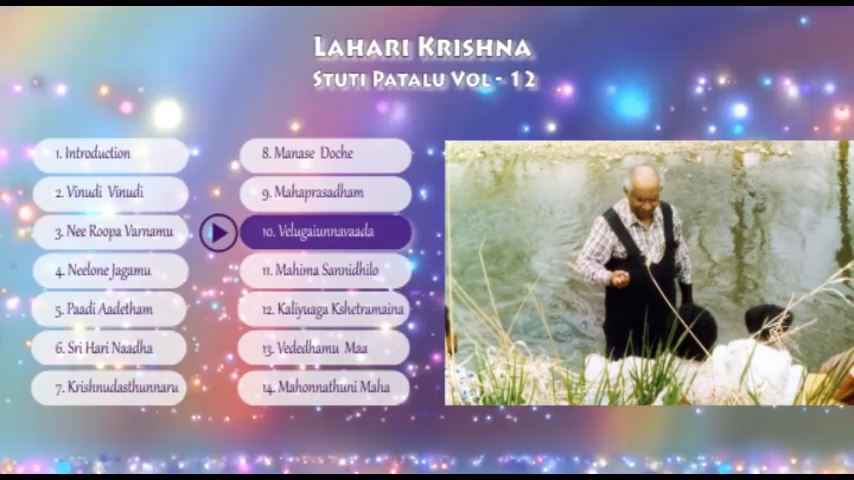 Lahari Krishna
Stuti Patalu Vol - 12
1. Introduction
2. Vinudi Vinudi
3. Nee Roopa Varnamu
4. Neelone Jagamu
5. Paadi Aadetham
6. Sri Hari Naadha
7. Krishnudasthunnaru
8. Manase Doche
9. Mahaprasadham
10. Velugaiunnavaada
11. Mahima Sannidhilo
12. Kaliyuaga Kshetramaina
13. Vededhamu Maa
14. Mahonnathuni Maha